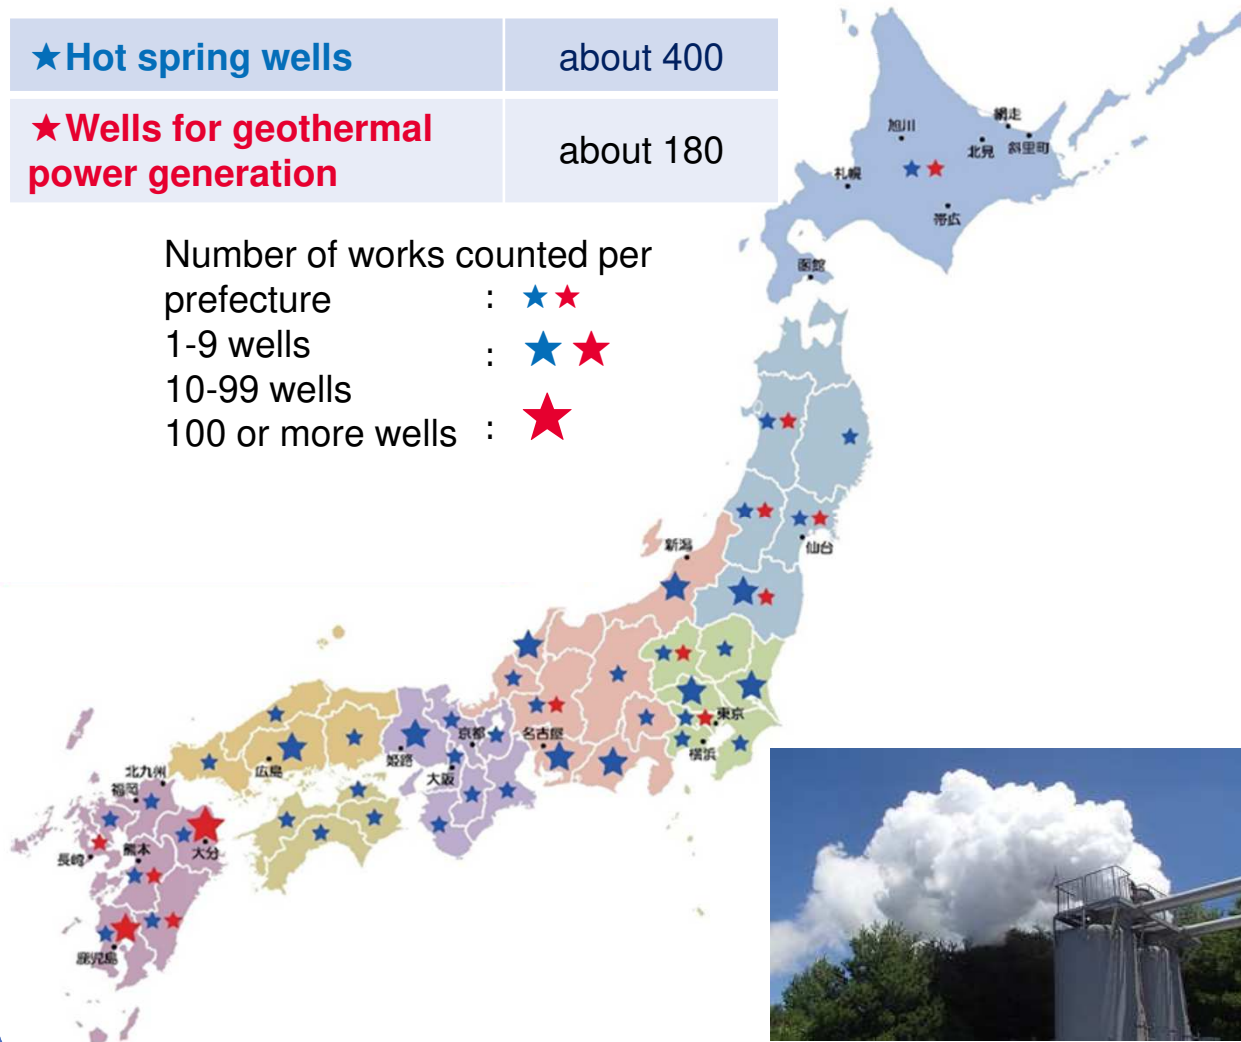 ★Hot spring wells
about 400
★Wells for geothermal
power generation
about 180
Number of works counted per
prefecture : ★★
1-9 wells : ★★
10-99 wells
100 or more wells : ★
網走
旭川
北見
斜里町
札幌
帯広
函館
仙台
新潟
東京
横浜
名古屋
京都
姫路
大阪
広島
北九州
福岡
長崎
熊本
大分
鹿児島